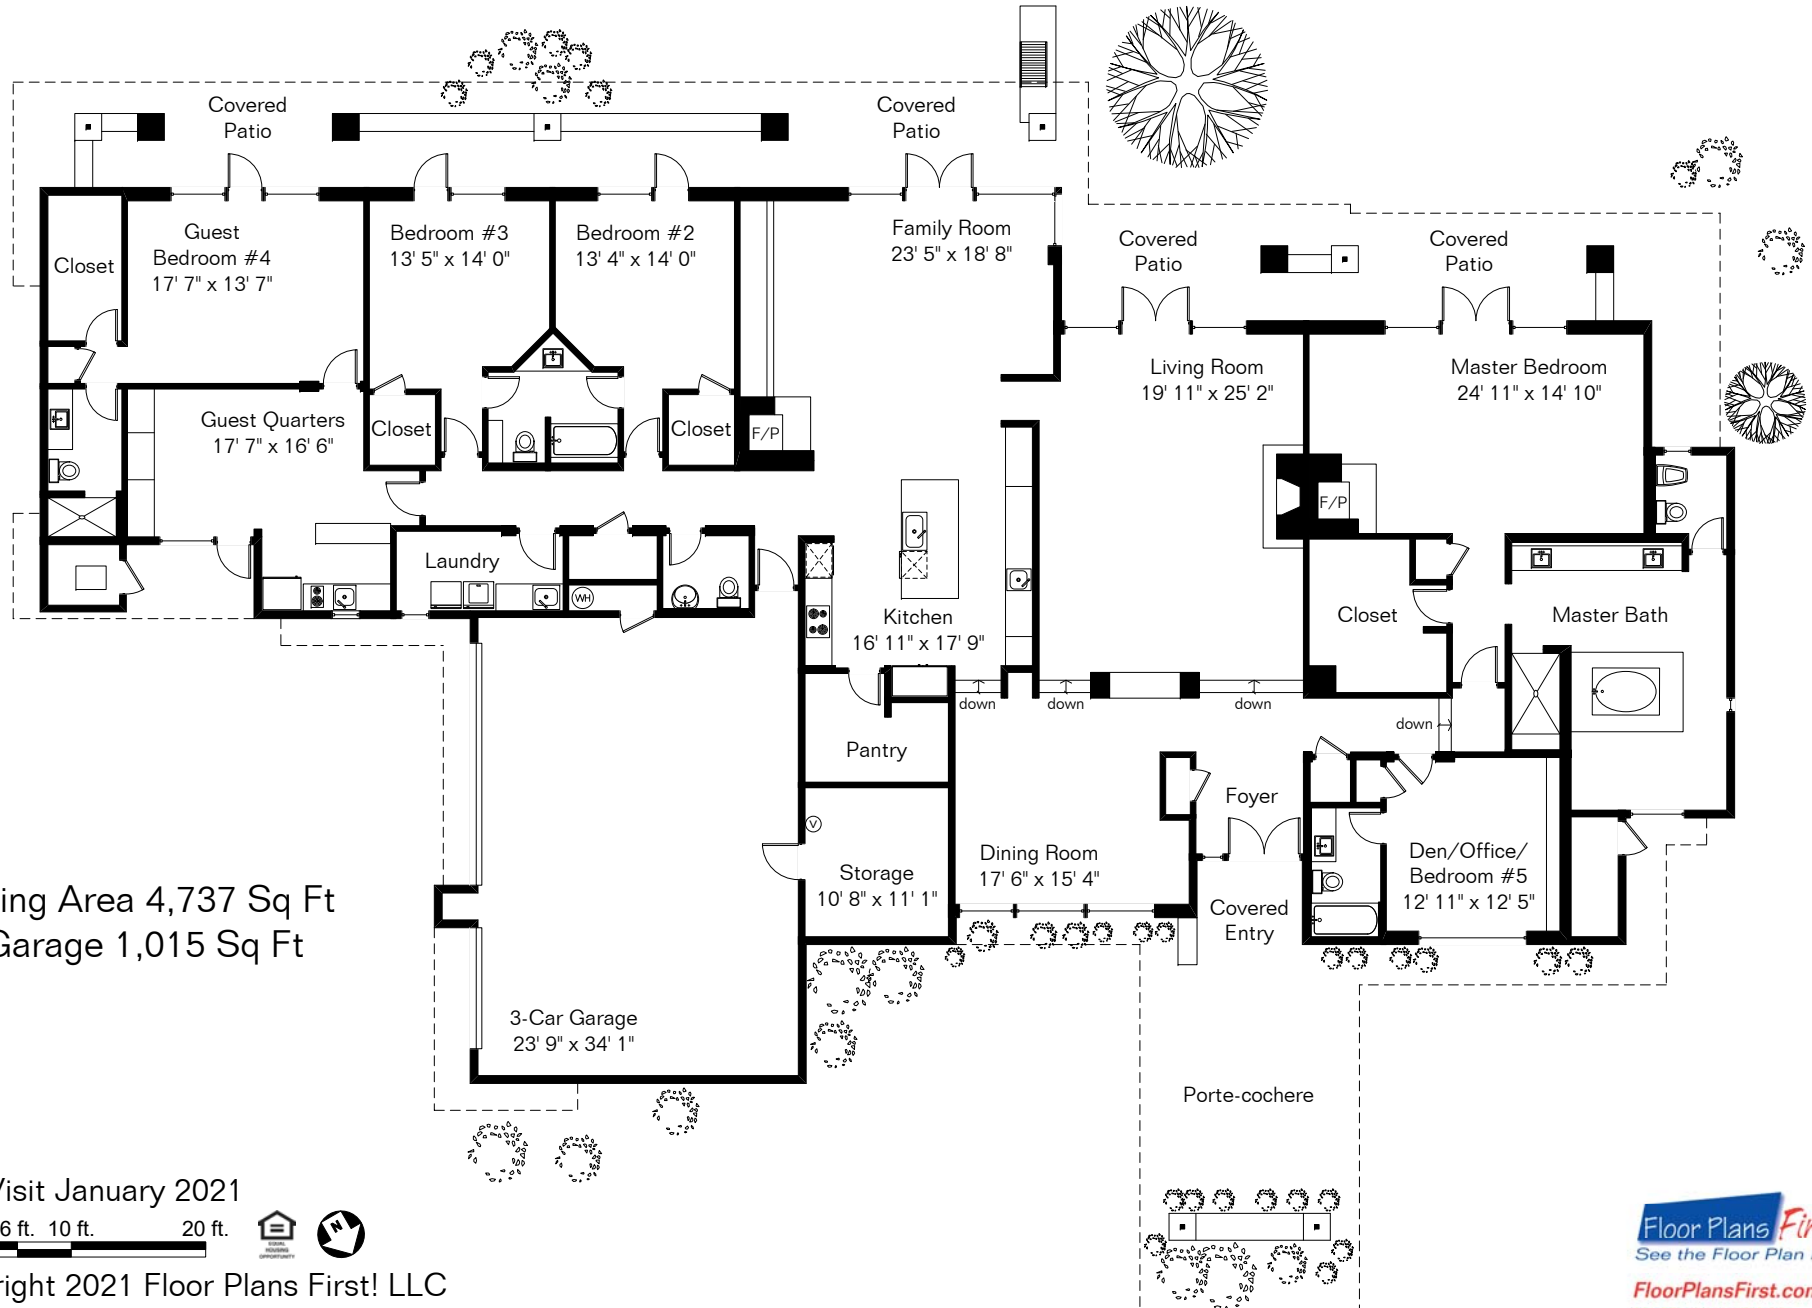 Covered
Patio
Covered
Patio
Guest
Bedroom #4
17' 7" x 13' 7"
Closet
Bedroom #3
13' 5" x 14' 0"
Bedroom #2
13' 4" x 14' 0"
Family Room
23' 5" x 18' 8"
Covered
Patio
Covered
Patio
Living Room
19' 11" x 25' 2"
Master Bedroom
24' 11" x 14' 10"
Guest Quarters
17' 7" x 16' 6"
Closet
Closet
F/P
F/P
Laundry
WH
Kitchen
16' 11" x 17' 9"
Closet
Master Bath
down
down
down
down
Pantry
Foyer
V
Storage
10' 8" x 11' 1"
Dining Room
17' 6" x 15' 4"
Den/Office/
Bedroom #5
12' 11" x 12' 5"
Covered
Entry
ing Area 4,737 Sq Ft
Garage 1,015 Sq Ft
3-Car Garage
23' 9" x 34' 1"
Porte-cochere
Visit January 2021
6 ft. 10 ft. 20 ft.
EQUAL HOUSING
OPPORTUNITY
N
right 2021 Floor Plans First! LLC
Floor Plans Fir
See the Floor Plan
FloorPlansFirst.com